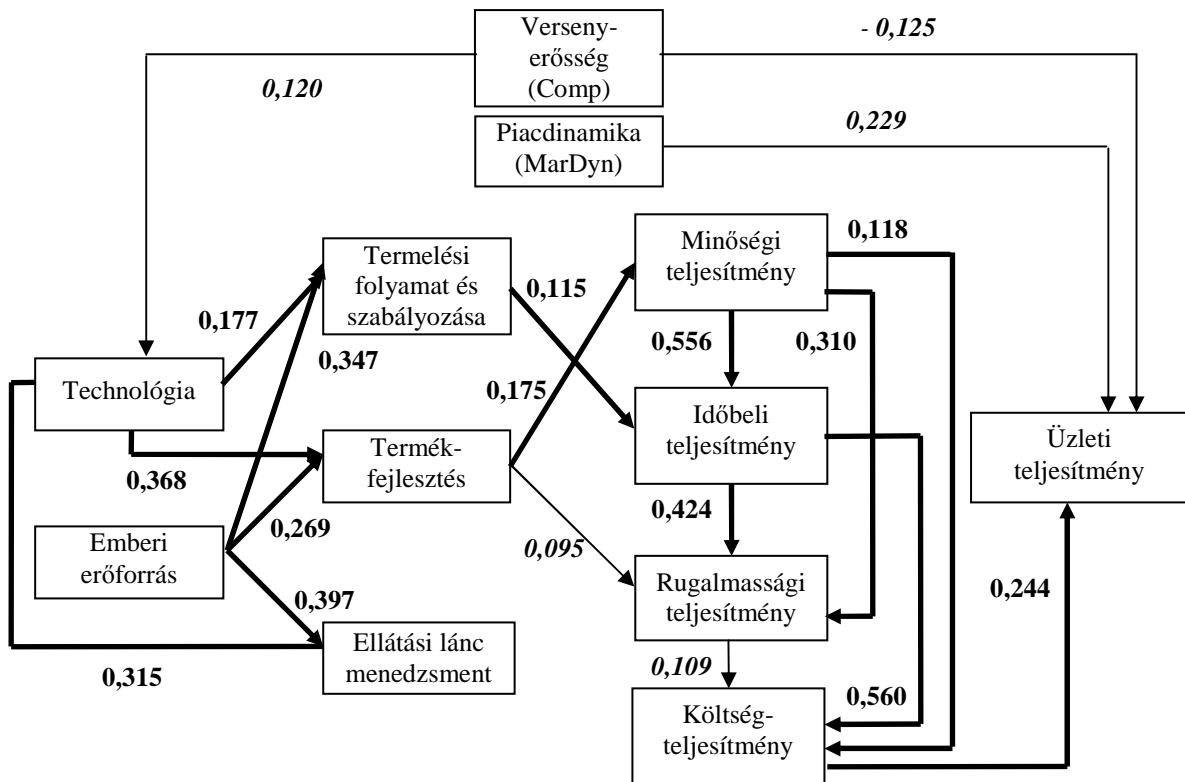 Verseny-
erősség
(Comp)
- 0,125
0,120
Piacdinamika
(MarDyn)
0,229
Termelési
folyamat és
szabályozása
Minőségi
teljesítmény
0,118
0,115
0,177
0,347
0,556
0,310
Technológia
0,175
Időbeli
teljesítmény
Üzleti
teljesítmény
Termék-
fejlesztés
0,368
0,269
0,424
Emberi
erőforrás
0,095
Rugalmassági
teljesítmény
0,244
0,397
Ellátási lánc
menedzsment
0,315
0,109
0,560
Költség-
teljesítmény